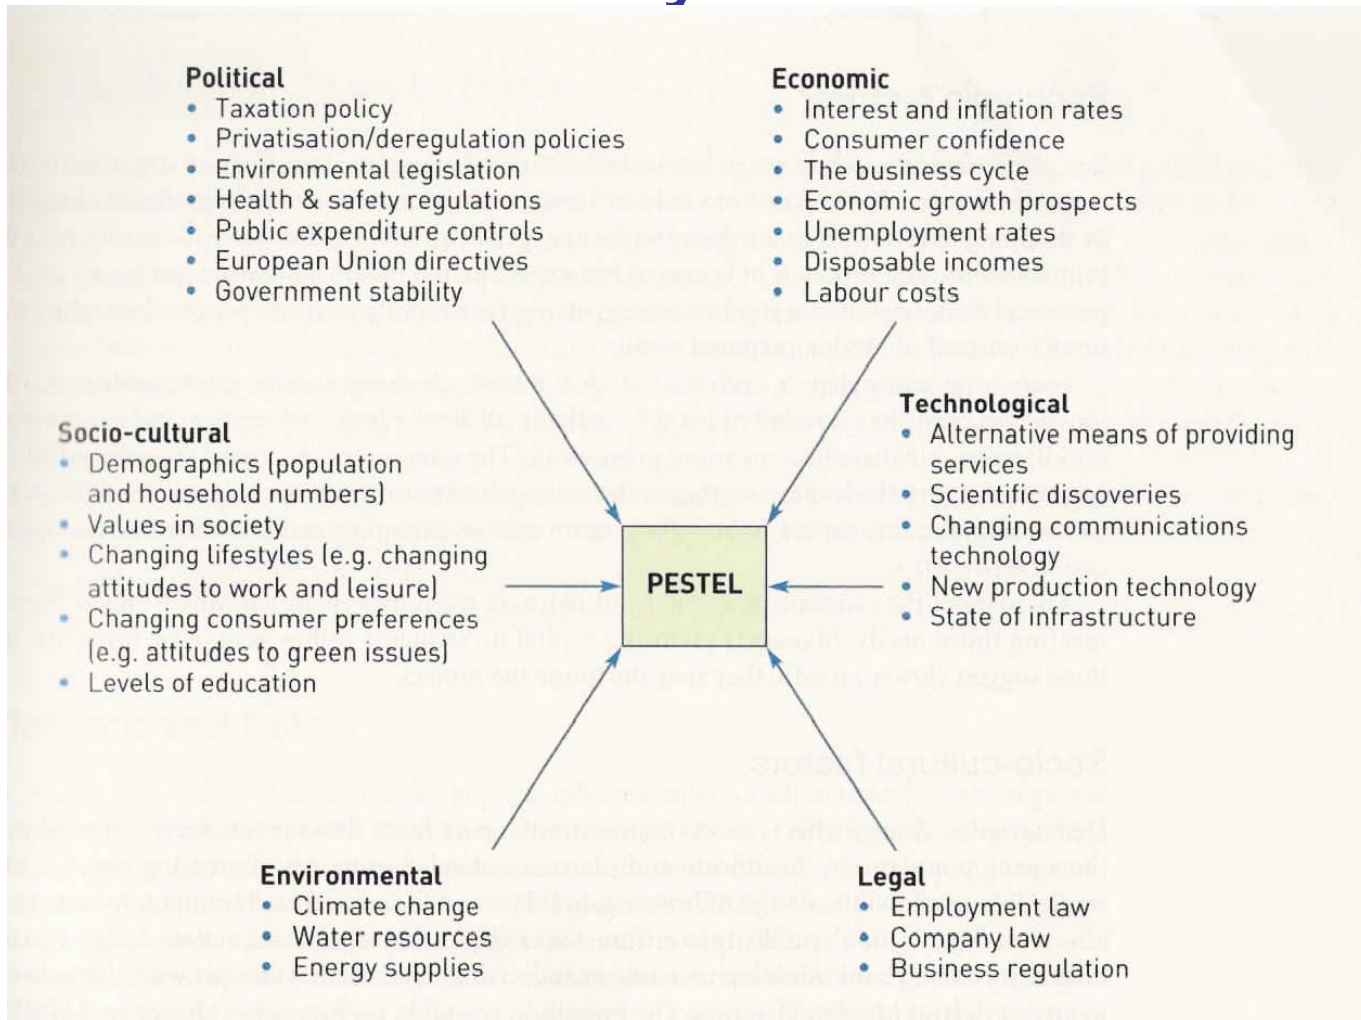 Political
• Taxation policy
• Privatisation/deregulation policies
• Environmental legislation
• Health & safety regulations
• Public expenditure controls
• European Union directives
• Government stability
Economic
• Interest and inflation rates
• Consumer confidence
• The business cycle
• Economic growth prospects
• Unemployment rates
• Disposable incomes
• Labour costs
Socio-cultural
• Demographics (population
and household numbers)
• Values in society
• Changing lifestyles (e.g. changing
attitudes to work and leisure)
• Changing consumer preferences
(e.g. attitudes to green issues)
• Levels of education
PESTEL
Technological
• Alternative means of providing
services
• Scientific discoveries
• Changing communications
technology
• New production technology
• State of infrastructure
Environmental
• Climate change
• Water resources
• Energy supplies
Legal
• Employment law
• Company law
• Business regulation